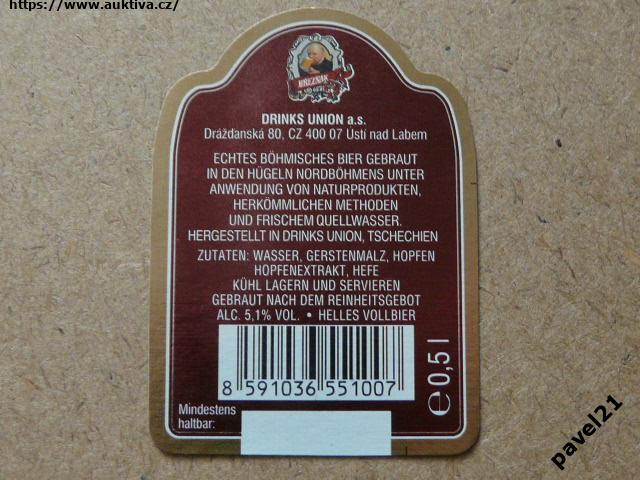 https://www.auktiva.cz/
BŘEZŇÁK
DRINKS UNION a.s.
Drážďanská 80, CZ 400 07 Ústí nad Labem
ECHTES BÖHMISCHES BIER GEBRAUT
IN DEN HÜGELN NORDBÖHMENS UNTER
ANWENDUNG VON NATURPRODUKTEN,
HERKÖMMLICHEN METHODEN
UND FRISCHEM QUELLWASSER.
HERGESTELLT IN DRINKS UNION, TSCHECHIEN
ZUTATEN: WASSER, GERSTENMALZ, HOPFEN
HOPFENEXTRAKT, HEFE
KÜHL LAGERN UND SERVIEREN
GEBRAUT NACH DEM REINHEITSGEBOT
ALC. 5,1% VOL. • HELLES VOLLBIER
8 591036 551007
℮ 0,5 l
Mindestens
haltbar:
pavel21